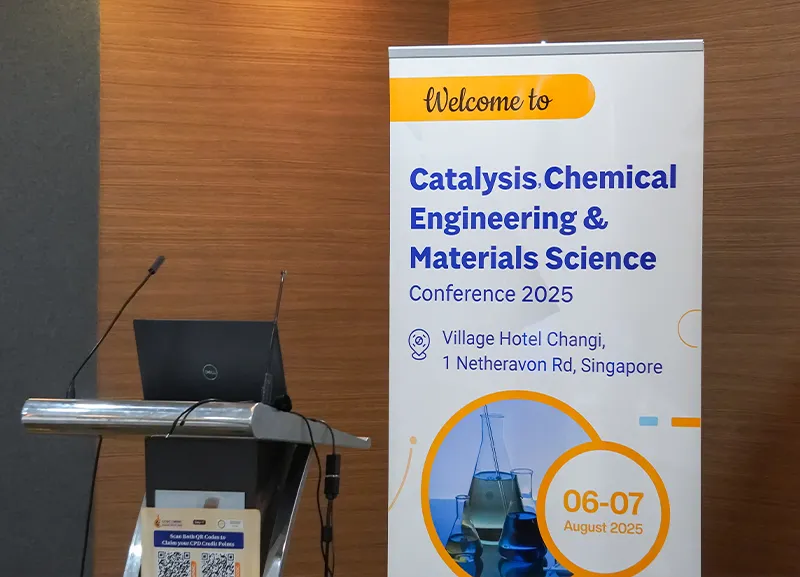 Welcome to
Catalysis, Chemical
Engineering &
Materials Science
Conference 2025
Village Hotel Changi,
1 Netheravon Rd, Singapore
06-07
August 2025
DELL
Scan Both QR Codes to
Claim your CPD Credit Points